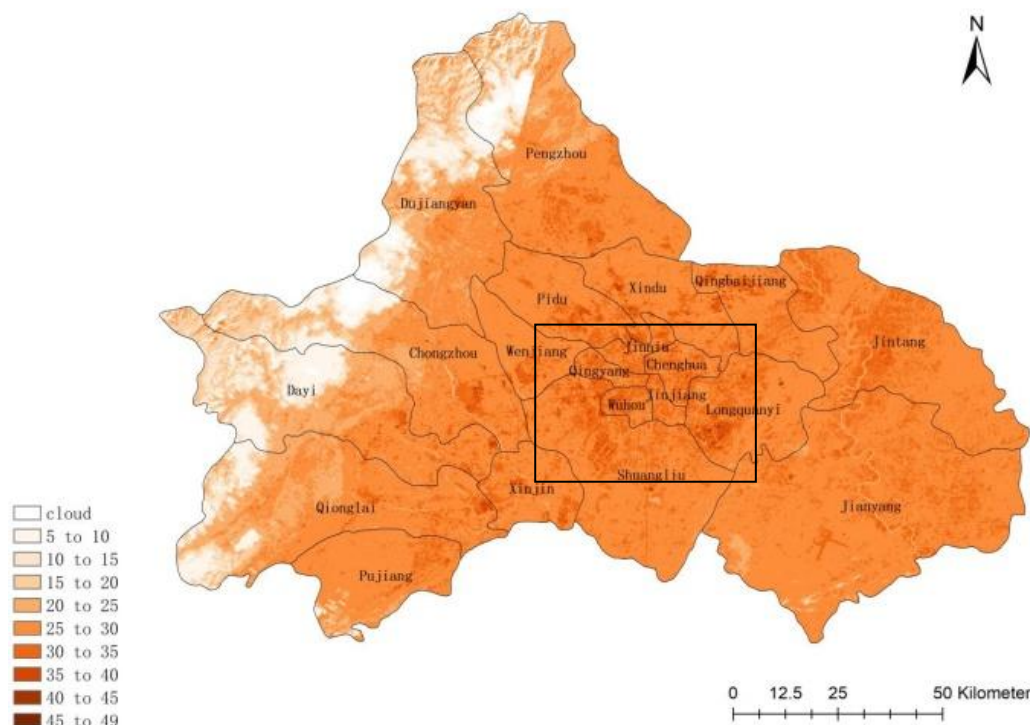 N
Pengzhou
Dujiangyan
Qingbaijiang
Xindu
Pidu
Jintang
Jinniu
Wenjiang
Chongzhou
Chenghua
Qingyang
Dayi
Jinjiang
Wuhou
Longquanyi
Shuangliu
Xinjin
Qionglai
Jianyang
Pujiang
cloud
5 to 10
10 to 15
15 to 20
20 to 25
25 to 30
30 to 35
35 to 40
40 to 45
45 to 49
0 12.5 25 50 Kilometer